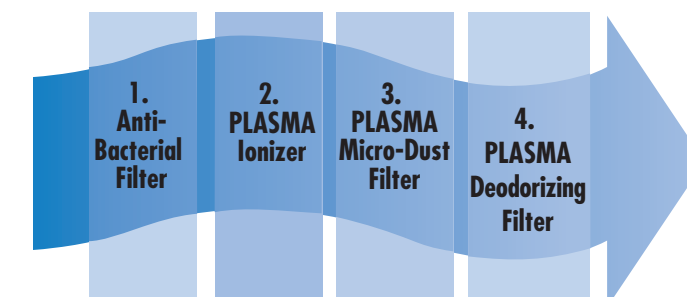 1.
Anti-
Bacterial
Filter
2.
PLASMA
Ionizer
3.
PLASMA
Micro-Dust
Filter
4.
PLASMA
Deodorizing
Filter